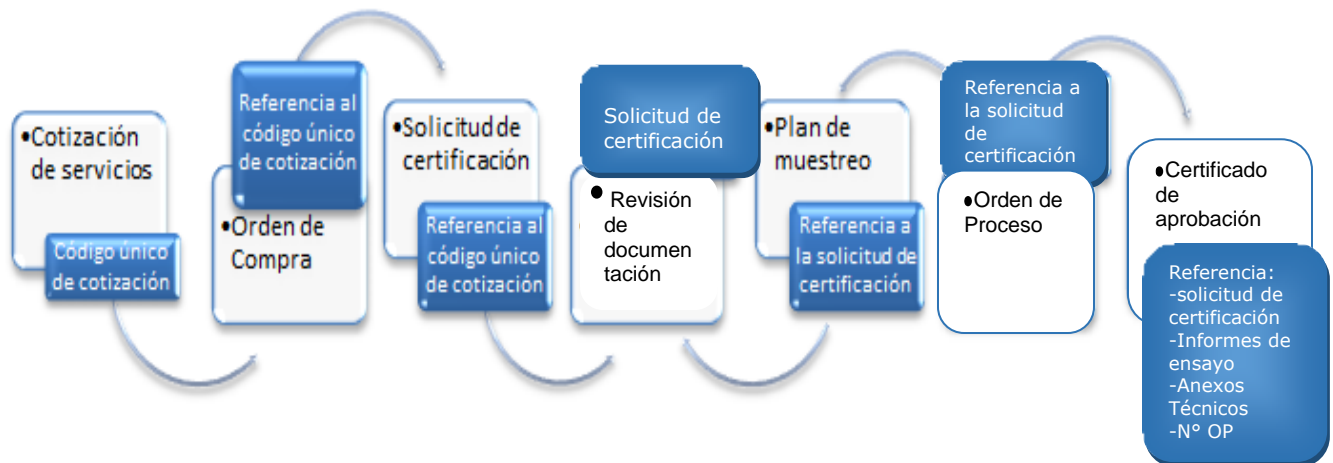 •Cotización
de servicios
Código único
de cotización
Referencia al
código único
de cotización
•Orden de
Compra
•Solicitud de
certificación
Referencia al
código único
de cotización
Solicitud de
certificación
• Revisión
de
documen
tación
•Plan de
muestreo
Referencia a
la solicitud de
certificación
Referencia a
la solicitud
de
certificación
•Orden de
Proceso
•Certificado
de
aprobación
Referencia:
-solicitud de
certificación
-Informes de
ensayo
-Anexos
Técnicos
-N° OP